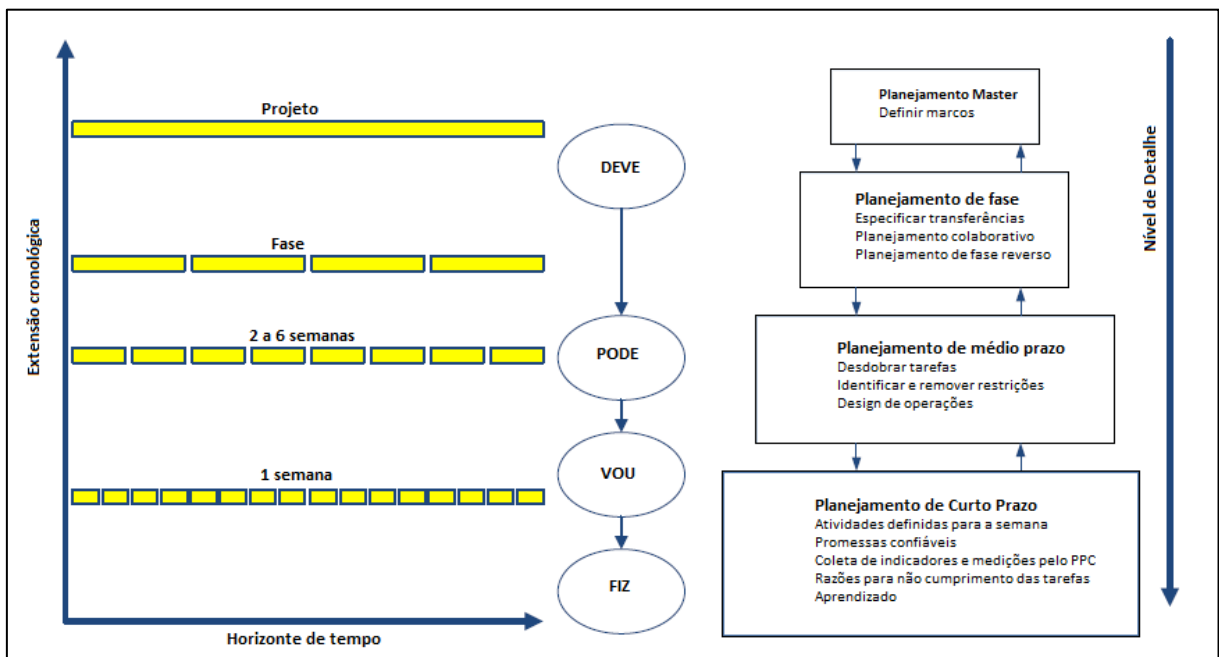 Extensão cronológica
Projeto
Fase
2 a 6 semanas
1 semana
Horizonte de tempo
DEVE
PODE
VOU
FIZ
Planejamento Master
Definir marcos
Planejamento de fase
Especificar transferências
Planejamento colaborativo
Planejamento de fase reverso
Planejamento de médio prazo
Desdobrar tarefas
Identificar e remover restrições
Design de operações
Planejamento de Curto Prazo
Atividades definidas para a semana
Promessas confiáveis
Coleta de indicadores e medições pelo PPC
Razões para não cumprimento das tarefas
Aprendizado
Nível de Detalhe